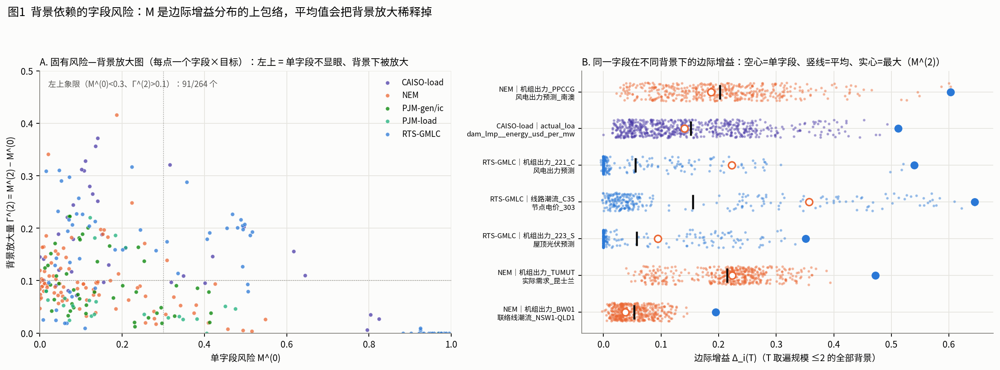 图1 背景依赖的字段风险：M 是边际增益分布的上包络，平均值会把背景放大稀释掉
A. 固有风险—背景放大图（每点一个字段×目标）：左上 = 单字段不显眼、背景下被放大
左上象限（M^(0)<0.3、Γ^(2)>0.1）：91/264 个
CAISO-load
NEM
PJM-gen/ic
PJM-load
RTS-GMLC
背景放大量 Γ^(2) = M^(2) − M^(0)
0.5
0.4
0.3
0.2
0.1
0.0
0.0 0.2 0.4 0.6 0.8 1.0
单字段风险 M^(0)
B. 同一字段在不同背景下的边际增益：空心=单字段、竖线=平均、实心=最大（M^(2)）
NEM｜机组出力_PPCCG
风电出力预测_南澳
CAISO-load｜actual_loa
dam_lmp__energy_usd_per_mw
RTS-GMLC｜机组出力_221_C
风电出力预测
RTS-GMLC｜线路潮流_C35
节点电价_303
RTS-GMLC｜机组出力_223_S
屋顶光伏预测
NEM｜机组出力_TUMUT
实际需求_昆士兰
NEM｜机组出力_BW01
联络线潮流_NSW1-QLD1
0.0 0.1 0.2 0.3 0.4 0.5 0.6
边际增益 Δ_i(T)（T 取遍规模 ≤2 的全部背景）